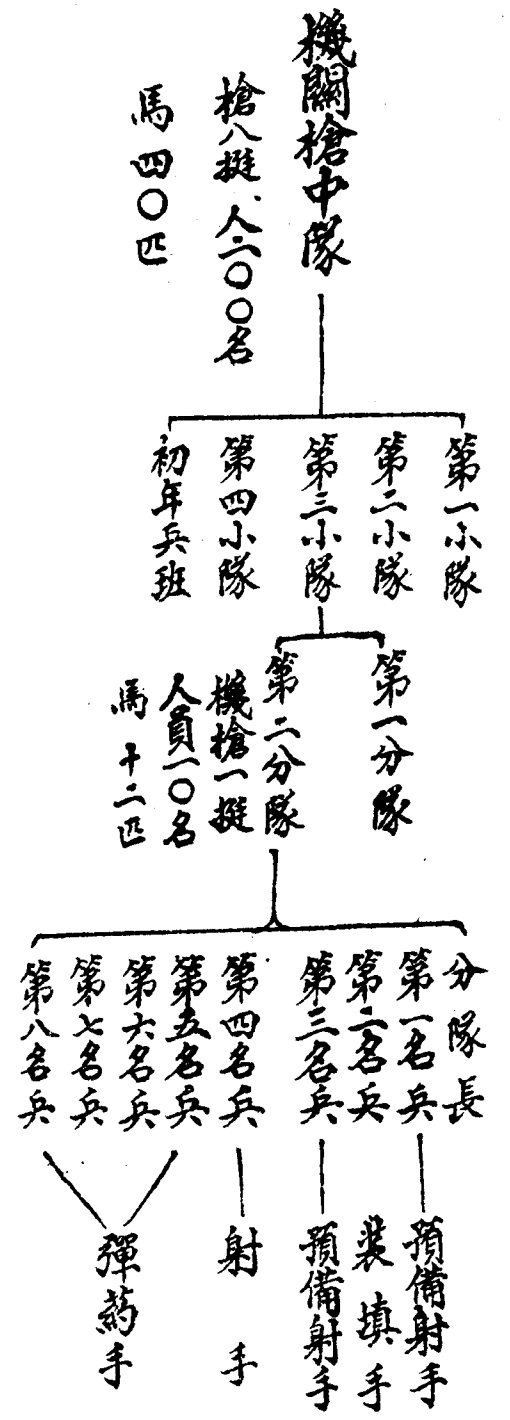 機關槍中隊
槍八挺、人二〇〇名
馬四〇匹
第一小隊
第二小隊
第三小隊
第四小隊
初年兵班
第一分隊
第二分隊
機槍一挺
人員一〇名
馬十二匹
分隊長
第一名兵
第二名兵
第三名兵
第四名兵
第五名兵
第六名兵
第七名兵
第八名兵
預備射手
裝填手
預備射手
射手
彈葯手